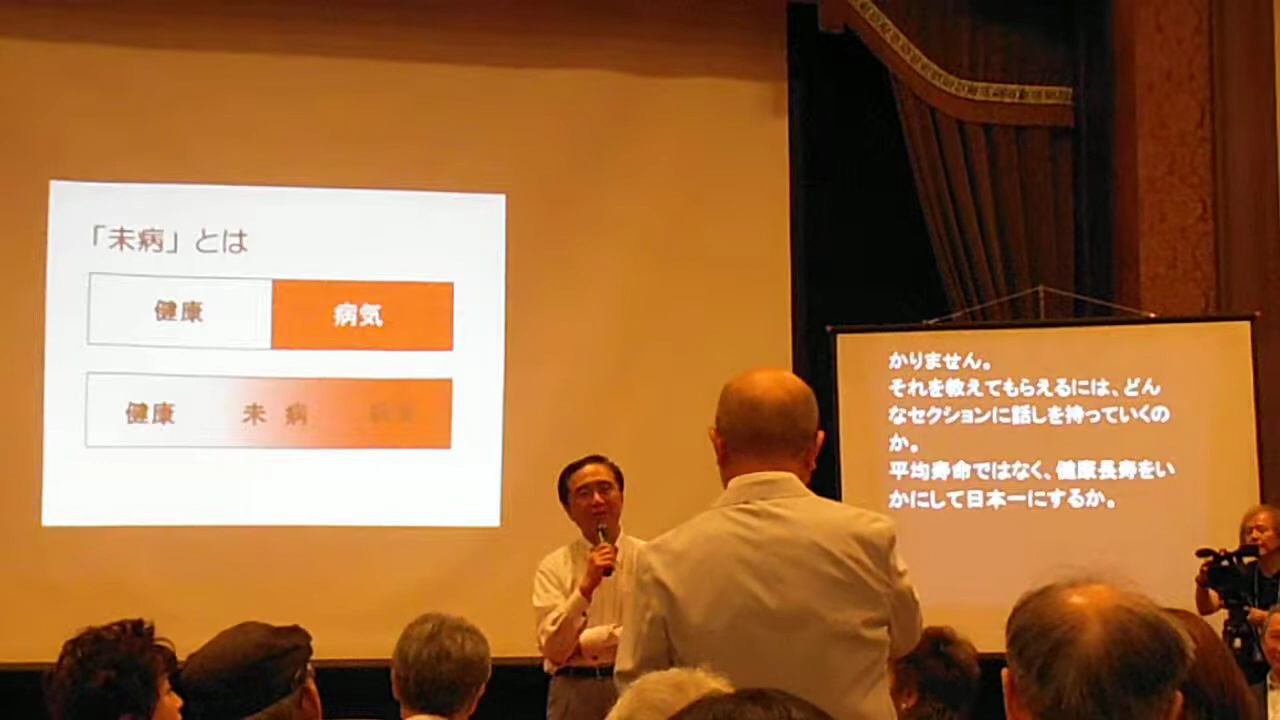 「未病」とは
健康 病気
健康 未 病
かりません。
それを教えてもらえるには、どん
なセクションに話しを持っていくの
か。
平均寿命ではなく、健康長寿をい
かにして日本一にするか。